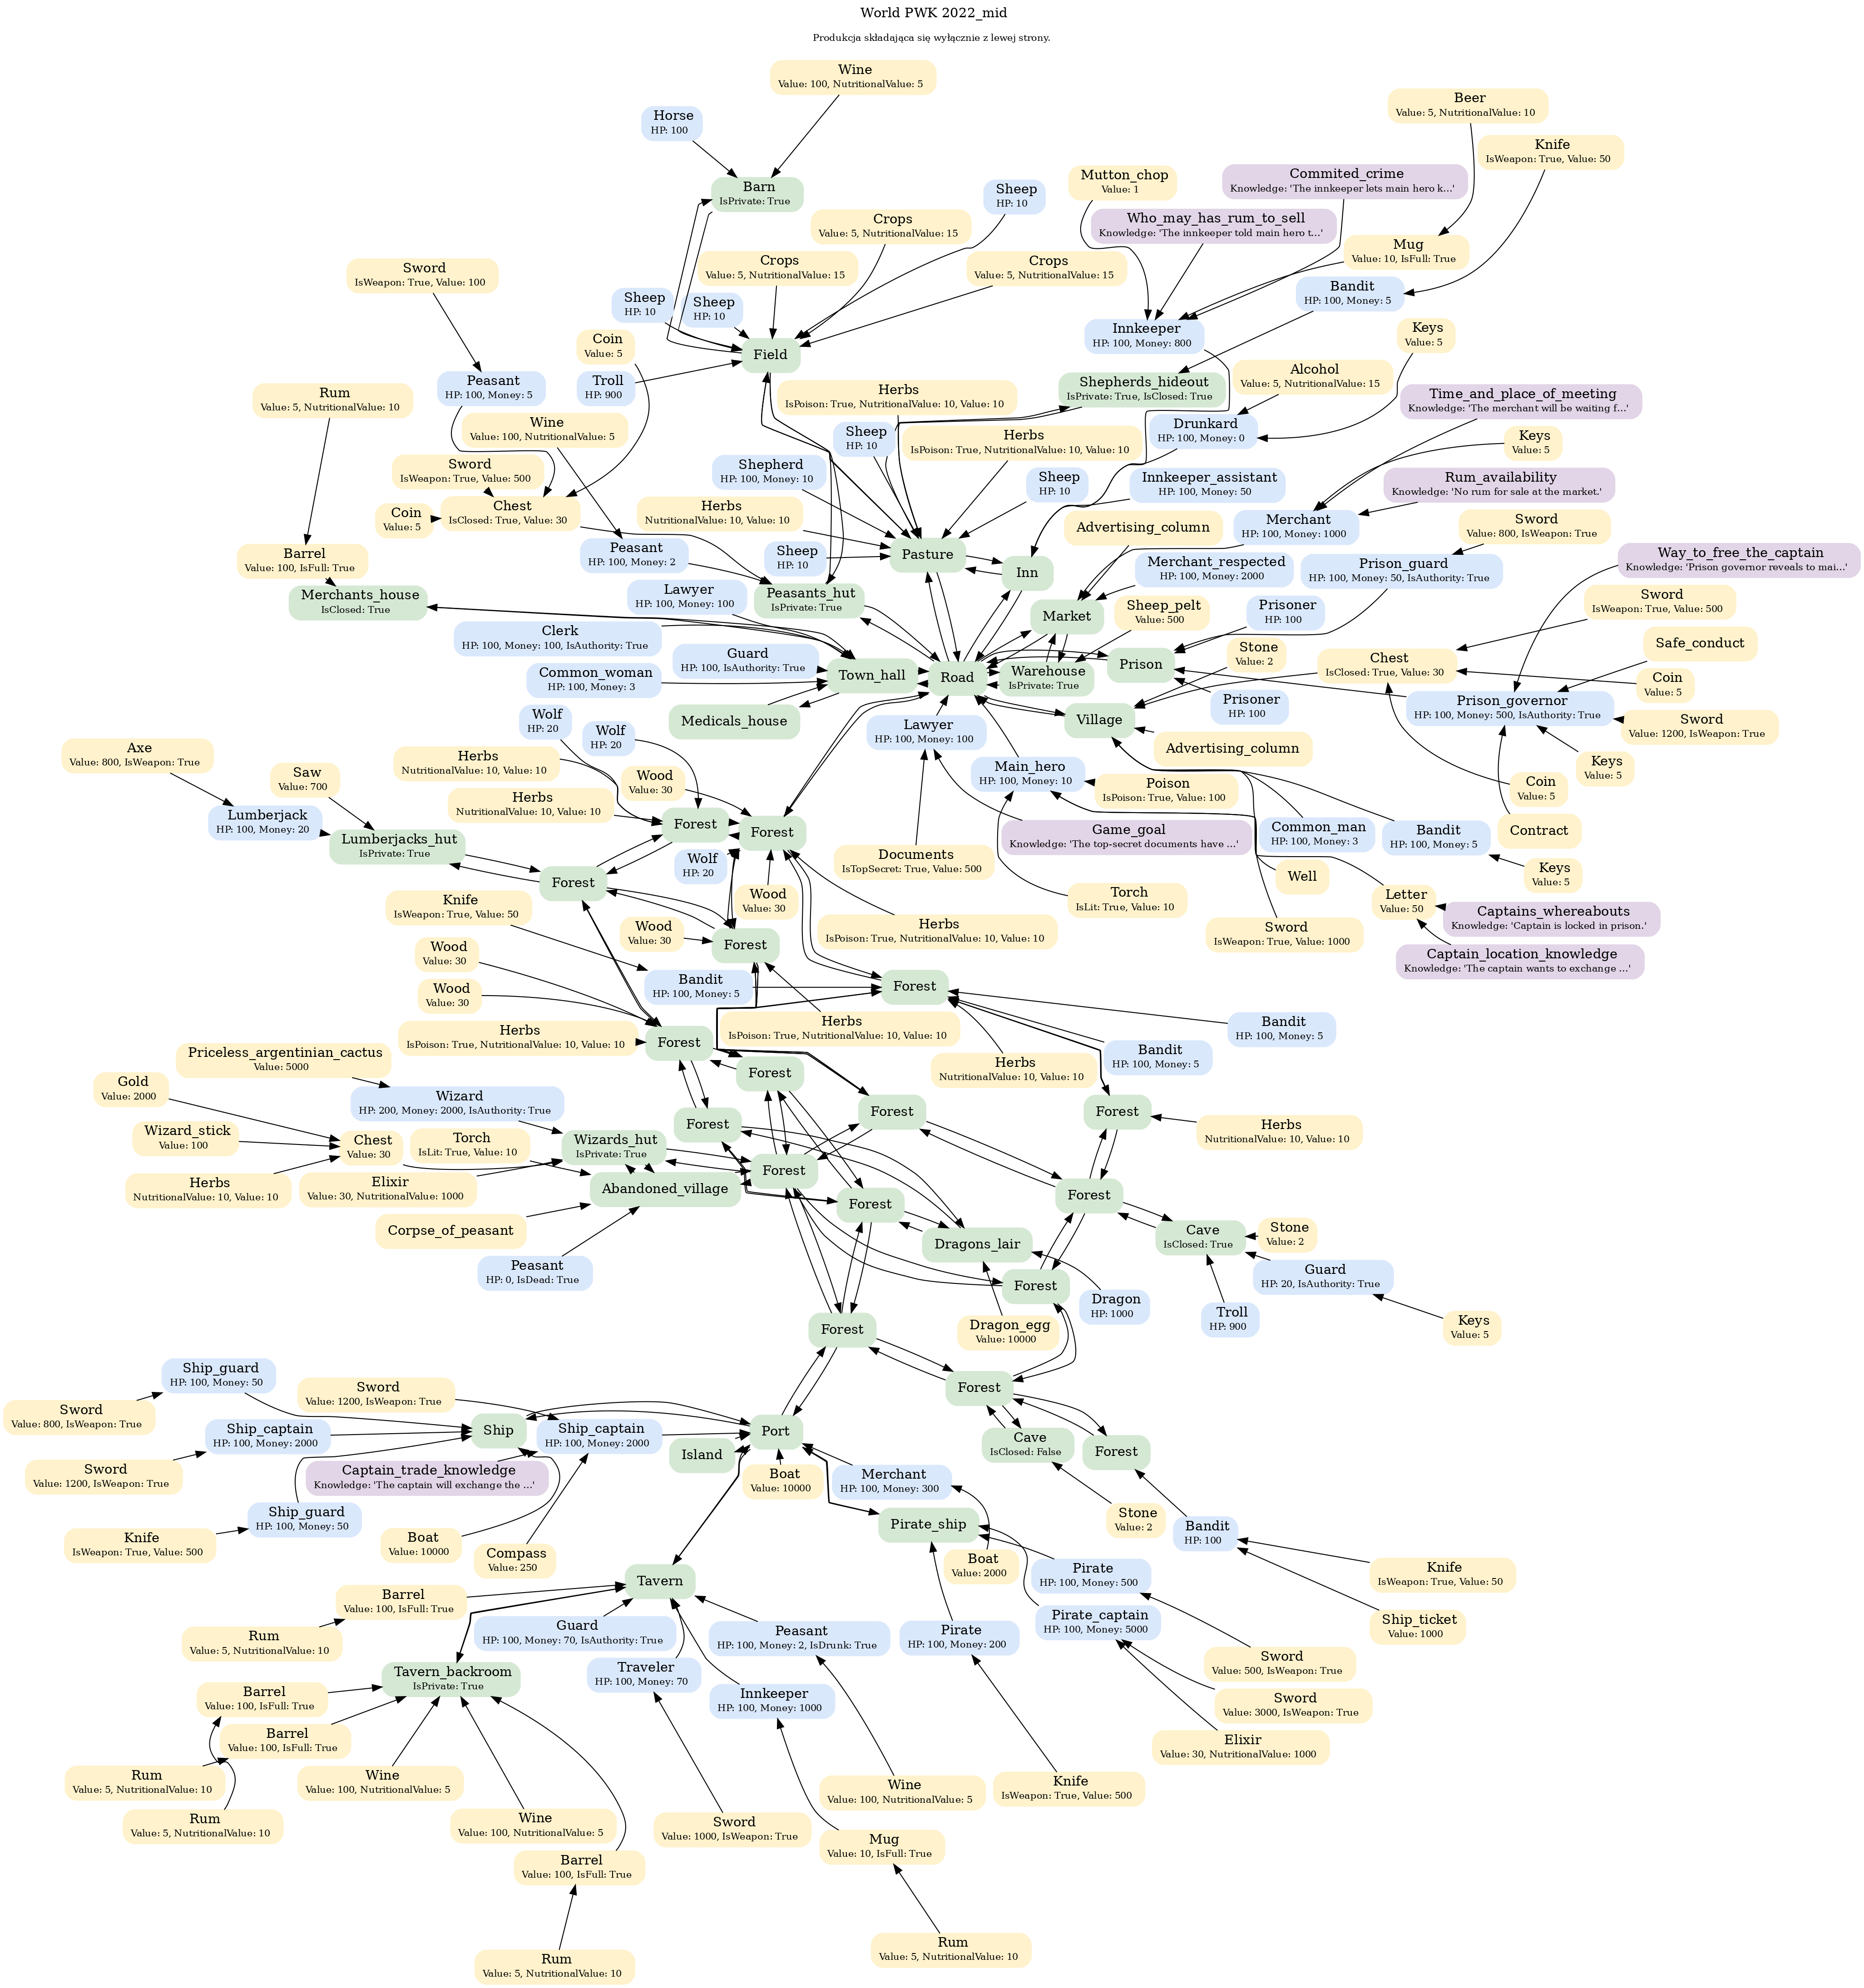 World PWK 2022_mid
Produkcja składająca się wyłącznie z lewej strony.
Wine
Value: 100, NutritionalValue: 5
Beer
Value: 5, NutritionalValue: 10
Horse
HP: 100
Knife
IsWeapon: True, Value: 50
Commited_crime
Knowledge: 'The innkeeper lets main hero k...'
Mutton_chop
Value: 1
Sheep
HP: 10
Barn
IsPrivate: True
Crops
Value: 5, NutritionalValue: 15
Who_may_has_rum_to_sell
Knowledge: 'The innkeeper told main hero t...'
Mug
Value: 10, IsFull: True
Sword
IsWeapon: True, Value: 100
Crops
Value: 5, NutritionalValue: 15
Crops
Value: 5, NutritionalValue: 15
Bandit
HP: 100, Money: 5
Sheep
HP: 10
Sheep
HP: 10
Innkeeper
HP: 100, Money: 800
Keys
Value: 5
Coin
Value: 5
Field
Peasant
HP: 100, Money: 5
Troll
HP: 900
Alcohol
Value: 5, NutritionalValue: 15
Shepherds_hideout
IsPrivate: True, IsClosed: True
Rum
Value: 5, NutritionalValue: 10
Herbs
IsPoison: True, NutritionalValue: 10, Value: 10
Time_and_place_of_meeting
Knowledge: 'The merchant will be waiting f...'
Wine
Value: 100, NutritionalValue: 5
Drunkard
HP: 100, Money: 0
Sheep
HP: 10
Herbs
IsPoison: True, NutritionalValue: 10, Value: 10
Keys
Value: 5
Sword
IsWeapon: True, Value: 500
Shepherd
HP: 100, Money: 10
Sheep
HP: 10
Innkeeper_assistant
HP: 100, Money: 50
Rum_availability
Knowledge: 'No rum for sale at the market.'
Coin
Value: 5
Chest
IsClosed: True, Value: 30
Herbs
NutritionalValue: 10, Value: 10
Advertising_column
Merchant
HP: 100, Money: 1000
Sword
Value: 800, IsWeapon: True
Barrel
Value: 100, IsFull: True
Peasant
HP: 100, Money: 2
Sheep
HP: 10
Pasture
Inn
Merchant_respected
HP: 100, Money: 2000
Prison_guard
HP: 100, Money: 50, IsAuthority: True
Way_to_free_the_captain
Knowledge: 'Prison governor reveals to mai...'
Merchants_house
IsClosed: True
Lawyer
HP: 100, Money: 100
Peasants_hut
IsPrivate: True
Market
Sheep_pelt
Value: 500
Prisoner
HP: 100
Sword
IsWeapon: True, Value: 500
Clerk
HP: 100, Money: 100, IsAuthority: True
Guard
HP: 100, IsAuthority: True
Stone
Value: 2
Safe_conduct
Common_woman
HP: 100, Money: 3
Town_hall
Road
Warehouse
IsPrivate: True
Prison
Chest
IsClosed: True, Value: 30
Coin
Value: 5
Medicals_house
Village
Prisoner
HP: 100
Prison_governor
HP: 100, Money: 500, IsAuthority: True
Sword
Value: 1200, IsWeapon: True
Wolf
HP: 20
Wolf
HP: 20
Lawyer
HP: 100, Money: 100
Advertising_column
Axe
Value: 800, IsWeapon: True
Herbs
NutritionalValue: 10, Value: 10
Saw
Value: 700
Wood
Value: 30
Main_hero
HP: 100, Money: 10
Poison
IsPoison: True, Value: 100
Keys
Value: 5
Coin
Value: 5
Herbs
NutritionalValue: 10, Value: 10
Lumberjack
HP: 100, Money: 20
Forest
Forest
Game_goal
Knowledge: 'The top-secret documents have ...'
Common_man
HP: 100, Money: 3
Bandit
HP: 100, Money: 5
Contract
Lumberjacks_hut
IsPrivate: True
Wolf
HP: 20
Documents
IsTopSecret: True, Value: 500
Well
Keys
Value: 5
Forest
Wood
Value: 30
Torch
IsLit: True, Value: 10
Letter
Value: 50
Knife
IsWeapon: True, Value: 50
Captains_whereabouts
Knowledge: 'Captain is locked in prison.'
Wood
Value: 30
Herbs
IsPoison: True, NutritionalValue: 10, Value: 10
Sword
IsWeapon: True, Value: 1000
Forest
Wood
Value: 30
Captain_location_knowledge
Knowledge: 'The captain wants to exchange ...'
Bandit
HP: 100, Money: 5
Forest
Wood
Value: 30
Herbs
IsPoison: True, NutritionalValue: 10, Value: 10
Bandit
HP: 100, Money: 5
Herbs
IsPoison: True, NutritionalValue: 10, Value: 10
Forest
Bandit
HP: 100, Money: 5
Priceless_argentinian_cactus
Value: 5000
Forest
Herbs
NutritionalValue: 10, Value: 10
Gold
Value: 2000
Wizard
HP: 200, Money: 2000, IsAuthority: True
Forest
Forest
Forest
Herbs
NutritionalValue: 10, Value: 10
Wizard_stick
Value: 100
Chest
Value: 30
Torch
IsLit: True, Value: 10
Wizards_hut
IsPrivate: True
Forest
Herbs
NutritionalValue: 10, Value: 10
Elixir
Value: 30, NutritionalValue: 1000
Abandoned_village
Forest
Forest
Corpse_of_peasant
Dragons_lair
Cave
IsClosed: True
Stone
Value: 2
Peasant
HP: 0, IsDead: True
Forest
Guard
HP: 20, IsAuthority: True
Dragon
HP: 1000
Troll
HP: 900
Forest
Dragon_egg
Value: 10000
Keys
Value: 5
Ship_guard
HP: 100, Money: 50
Sword
Value: 1200, IsWeapon: True
Forest
Sword
Value: 800, IsWeapon: True
Ship_captain
HP: 100, Money: 2000
Ship
Ship_captain
HP: 100, Money: 2000
Port
Island
Cave
IsClosed: False
Forest
Sword
Value: 1200, IsWeapon: True
Captain_trade_knowledge
Knowledge: 'The captain will exchange the ...'
Boat
Value: 10000
Merchant
HP: 100, Money: 300
Ship_guard
HP: 100, Money: 50
Stone
Value: 2
Knife
IsWeapon: True, Value: 500
Boat
Value: 10000
Pirate_ship
Bandit
HP: 100
Compass
Value: 250
Boat
Value: 2000
Pirate
HP: 100, Money: 500
Knife
IsWeapon: True, Value: 50
Tavern
Barrel
Value: 100, IsFull: True
Pirate_captain
HP: 100, Money: 5000
Ship_ticket
Value: 1000
Rum
Value: 5, NutritionalValue: 10
Guard
HP: 100, Money: 70, IsAuthority: True
Peasant
HP: 100, Money: 2, IsDrunk: True
Pirate
HP: 100, Money: 200
Sword
Value: 500, IsWeapon: True
Tavern_backroom
IsPrivate: True
Traveler
HP: 100, Money: 70
Barrel
Value: 100, IsFull: True
Innkeeper
HP: 100, Money: 1000
Sword
Value: 3000, IsWeapon: True
Barrel
Value: 100, IsFull: True
Elixir
Value: 30, NutritionalValue: 1000
Rum
Value: 5, NutritionalValue: 10
Wine
Value: 100, NutritionalValue: 5
Wine
Value: 100, NutritionalValue: 5
Knife
IsWeapon: True, Value: 500
Rum
Value: 5, NutritionalValue: 10
Wine
Value: 100, NutritionalValue: 5
Sword
Value: 1000, IsWeapon: True
Mug
Value: 10, IsFull: True
Barrel
Value: 100, IsFull: True
Rum
Value: 5, NutritionalValue: 10
Rum
Value: 5, NutritionalValue: 10